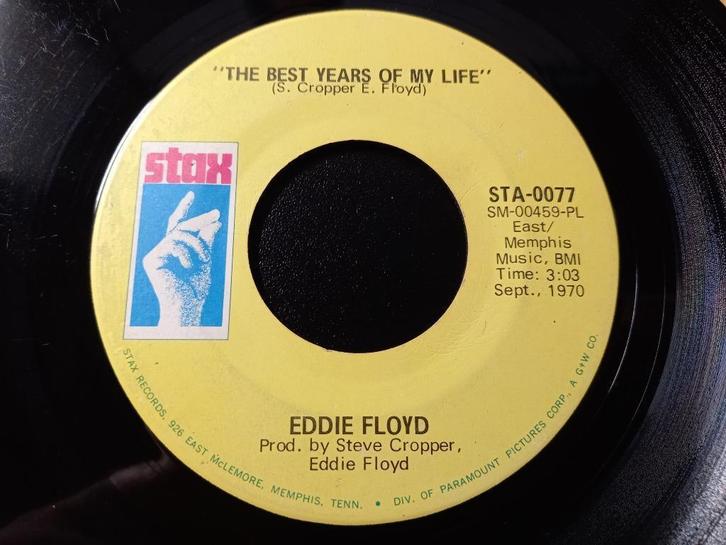 "THE BEST YEARS OF MY LIFE"
(S. Cropper E. Floyd)
stax
STA-0077
SM-00459-PL
East/
Memphis
Music, BMI
Time: 3:03
Sept., 1970
EDDIE FLOYD
Prod. by Steve Cropper,
Eddie Floyd
STAX RECORDS, 926 EAST McLEMORE, MEMPHIS, TENN. • DIV. OF PARAMOUNT PICTURES CORP., A G+W CO.